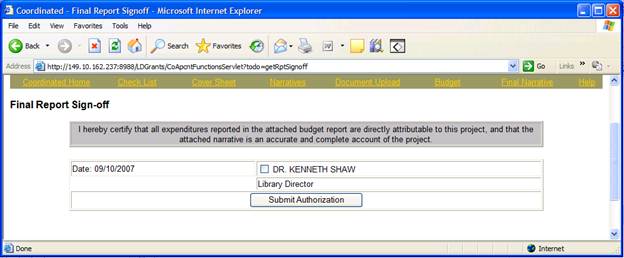 Coordinated - Final Report Signoff - Microsoft Internet Explorer
File Edit View Favorites Tools Help
Back Search Favorites
Address http://149.10.162.237:8988/LDGrants/CoApcntFunctionsServlet?todo=getRptSignoff Go Links »
Coordinated Home Check List Cover Sheet Narratives Document Upload Budget Final Narrative Help
Final Report Sign-off
I hereby certify that all expenditures reported in the attached budget report are directly attributable to this project, and that the
attached narrative is an accurate and complete account of the project.
Date: 09/10/2007 DR. KENNETH SHAW
Library Director
Submit Authorization
Done Internet